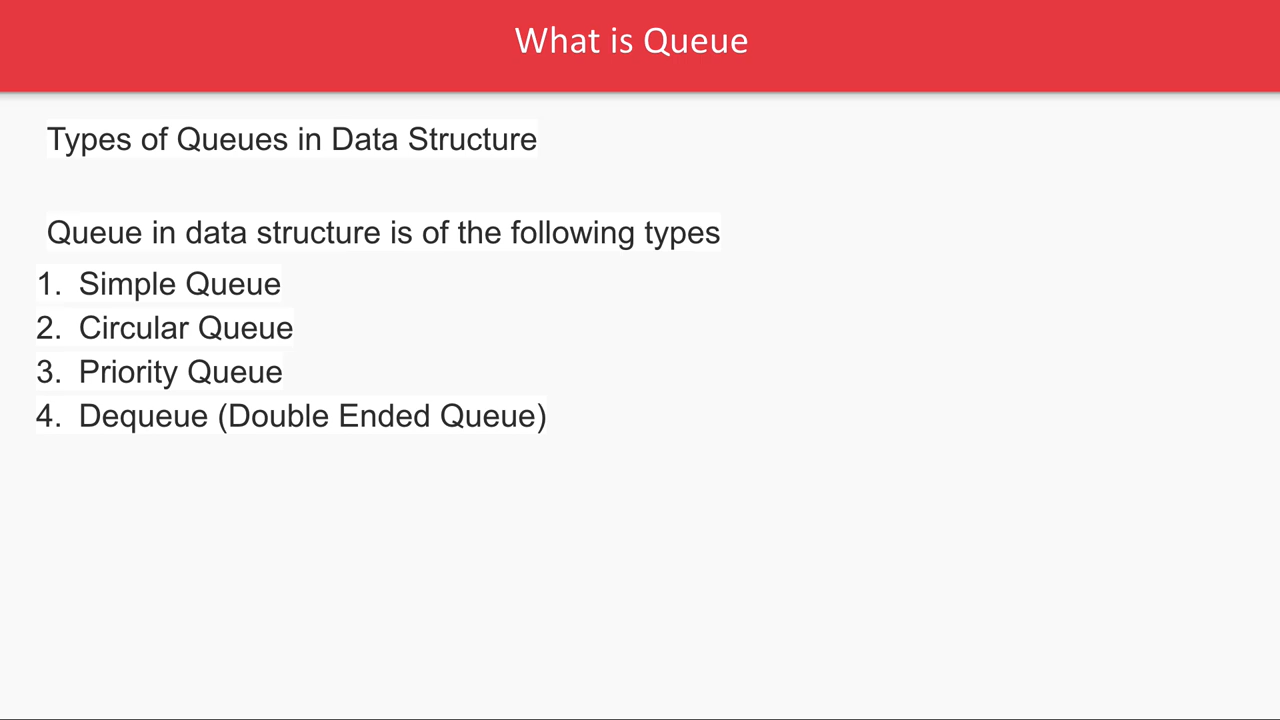 What is Queue
Types of Queues in Data Structure
Queue in data structure is of the following types
1. Simple Queue
2. Circular Queue
3. Priority Queue
4. Dequeue (Double Ended Queue)